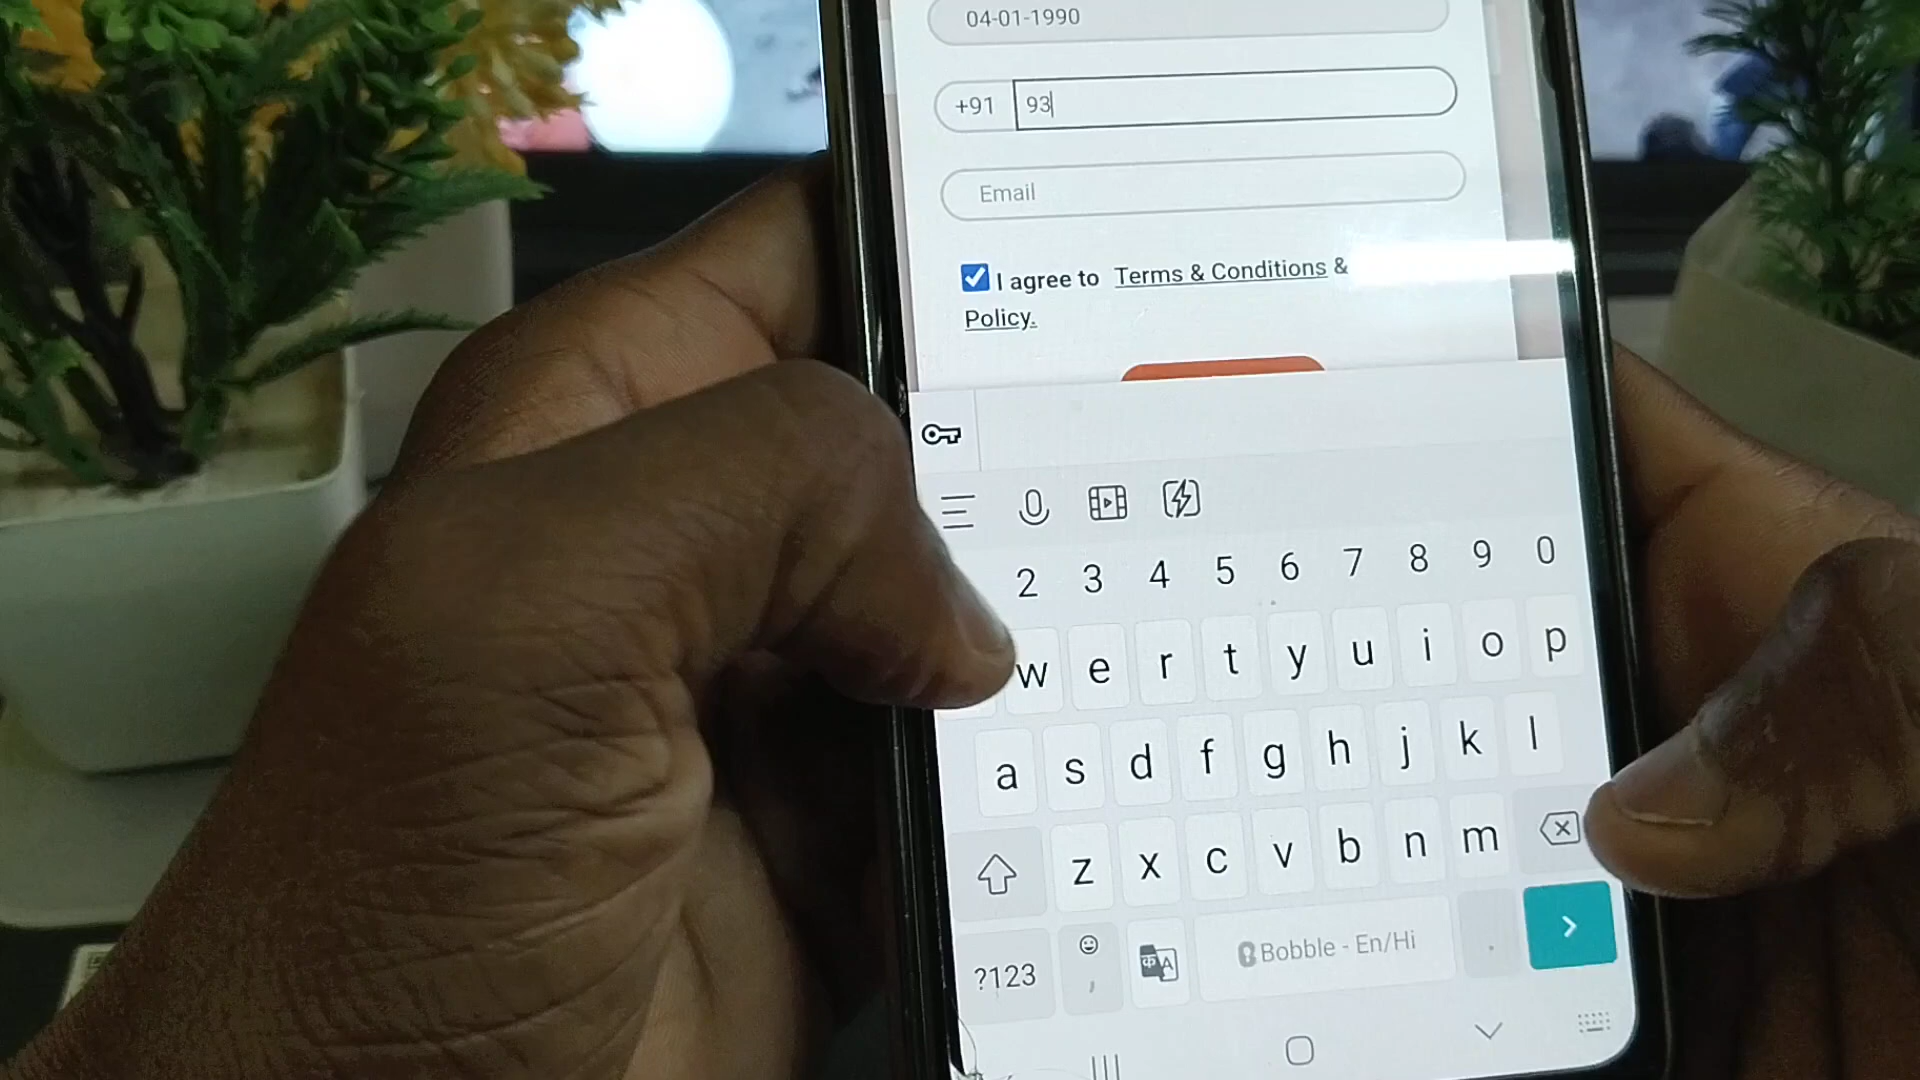 04-01-1990
+91 93
Email
I agree to Terms & Conditions &
Policy.
2 3 4 5 6 7 8 9 0
w e r t y u i o p
a s d f g h j k l
z x c v b n m
?123 , क A Bobble - En/Hi .